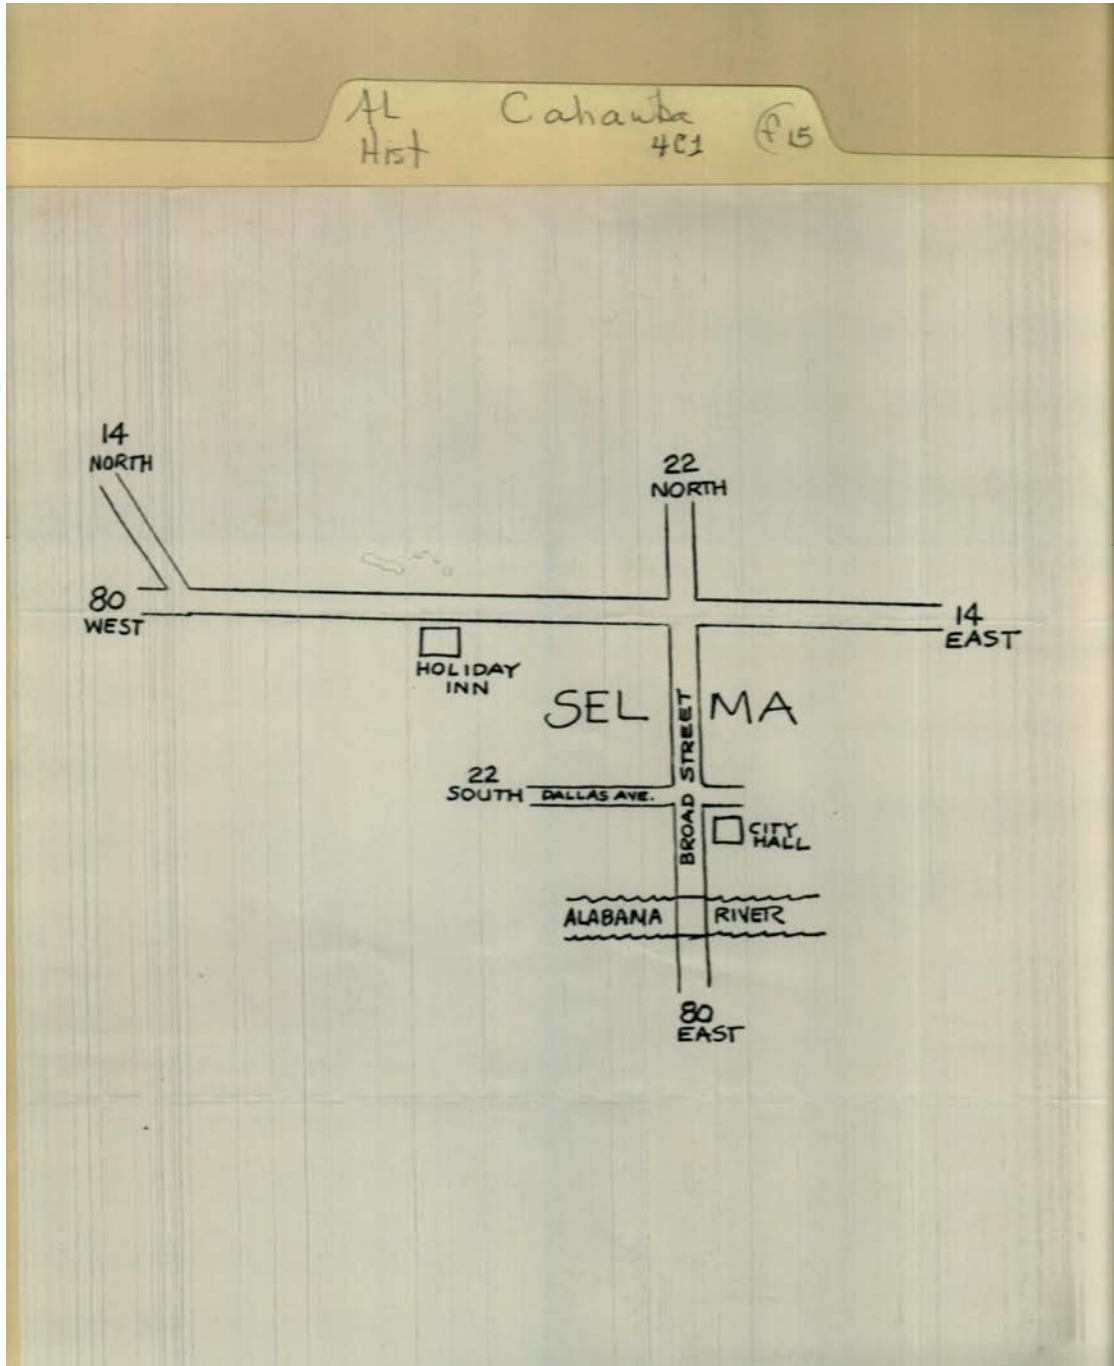 AL Cahawba
Hist 4C1 f15
14
NORTH
22
NORTH
80
WEST
14
EAST
HOLIDAY
INN
SEL MA
BROAD STREET
22
SOUTH
DALLAS AVE.
CITY
HALL
ALABAMA RIVER
80
EAST